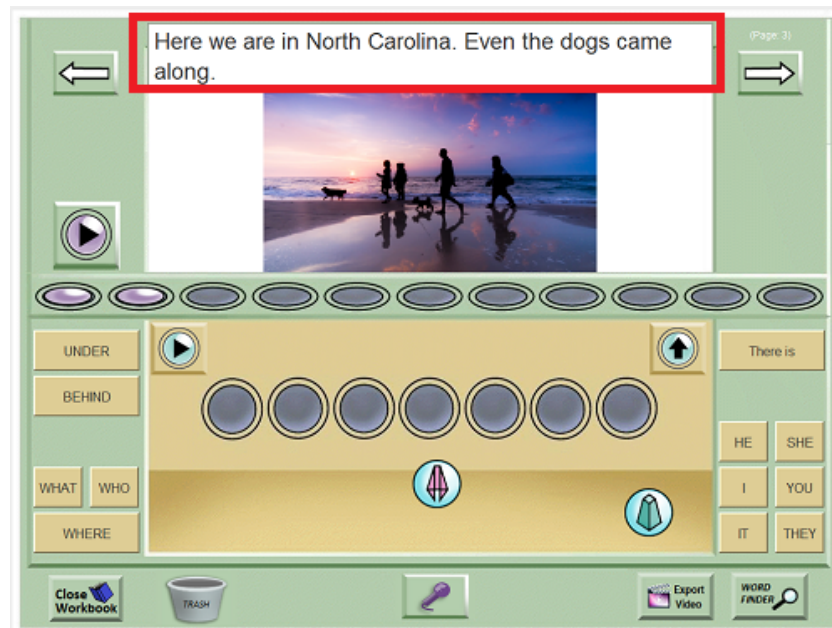 Here we are in North Carolina. Even the dogs came
along.
(Page: 3)
UNDER
BEHIND
WHAT
WHO
WHERE
There is
HE
SHE
I
YOU
IT
THEY
Close
Workbook
TRASH
Export
Video
WORD
FINDER